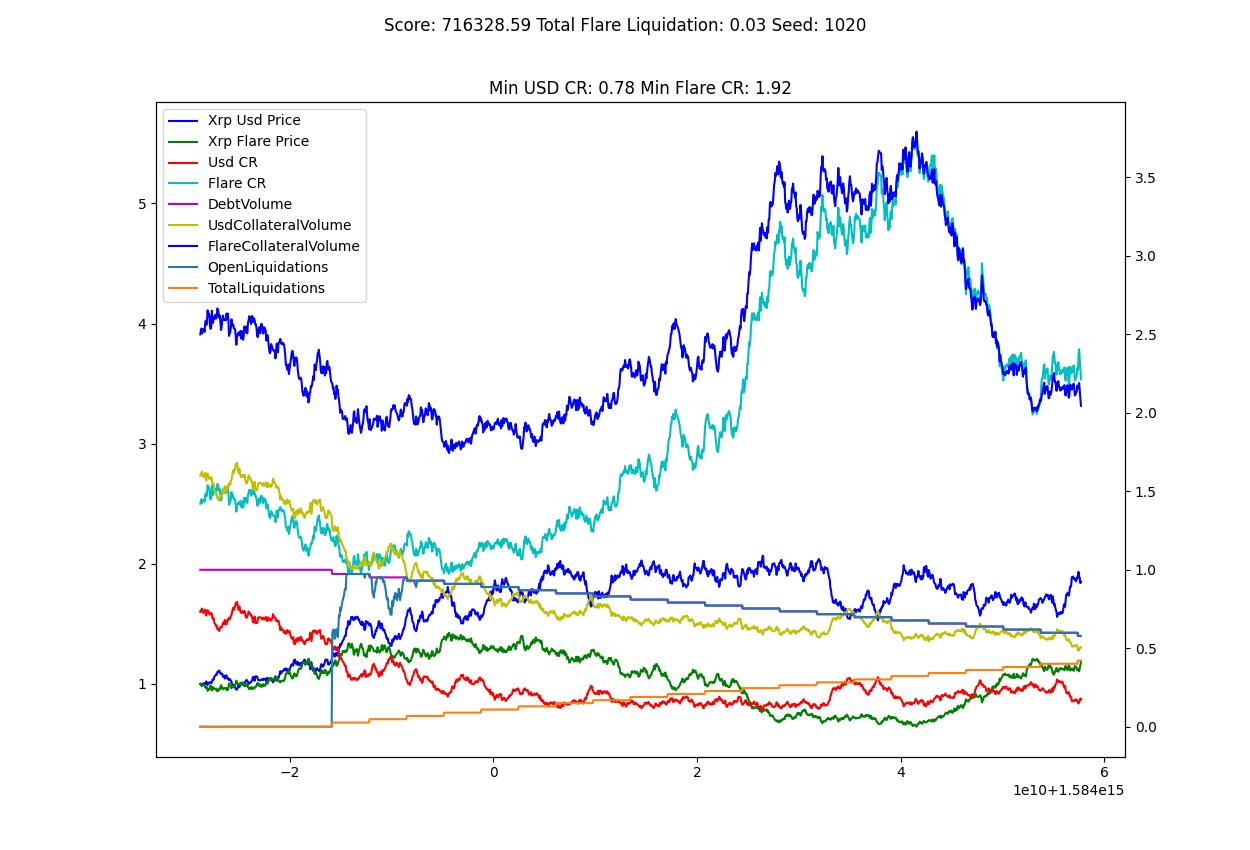 Score: 716328.59 Total Flare Liquidation: 0.03 Seed: 1020
Min USD CR: 0.78 Min Flare CR: 1.92
Xrp Usd Price
Xrp Flare Price
Usd CR
Flare CR
DebtVolume
UsdCollateralVolume
FlareCollateralVolume
OpenLiquidations
TotalLiquidations
5
4
3
2
1
3.5
3.0
2.5
2.0
1.5
1.0
0.5
0.0
−2
0
2
4
6
1e10+1.584e15